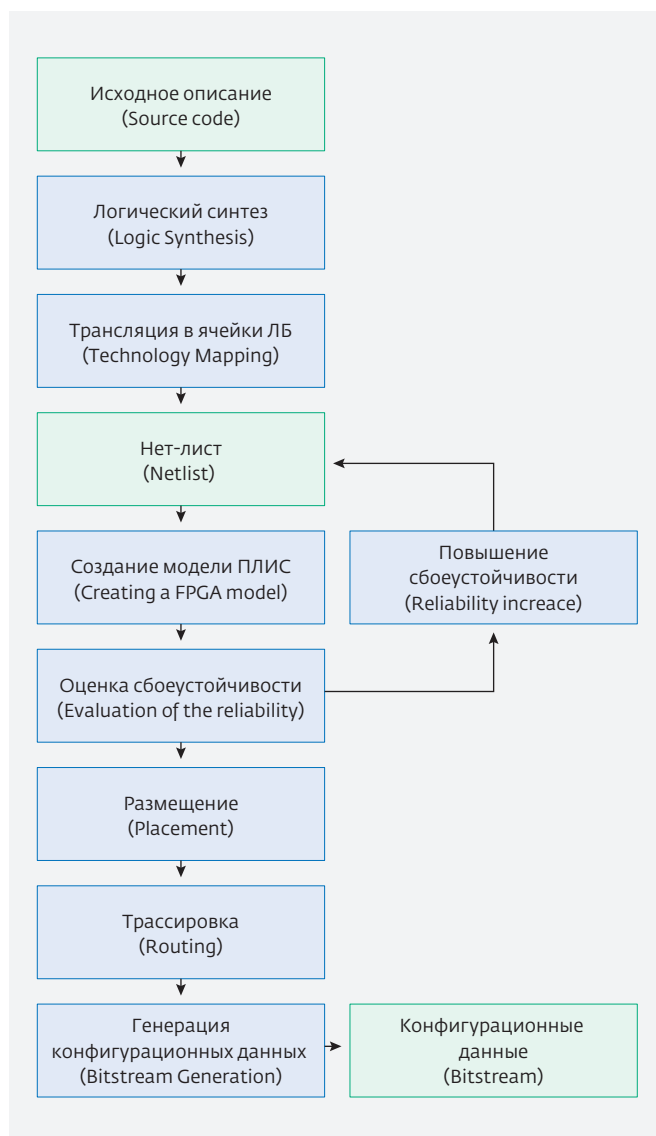 Исходное описание
(Source code)
Логический синтез
(Logic Synthesis)
Трансляция в ячейки ЛБ
(Technology Mapping)
Нет-лист
(Netlist)
Создание модели ПЛИС
(Creating a FPGA model)
Повышение
сбоеустойчивости
(Reliability increace)
Оценка сбоеустойчивости
(Evaluation of the reliability)
Размещение
(Placement)
Трассировка
(Routing)
Генерация
конфигурационных данных
(Bitstream Generation)
Конфигурационные
данные
(Bitstream)